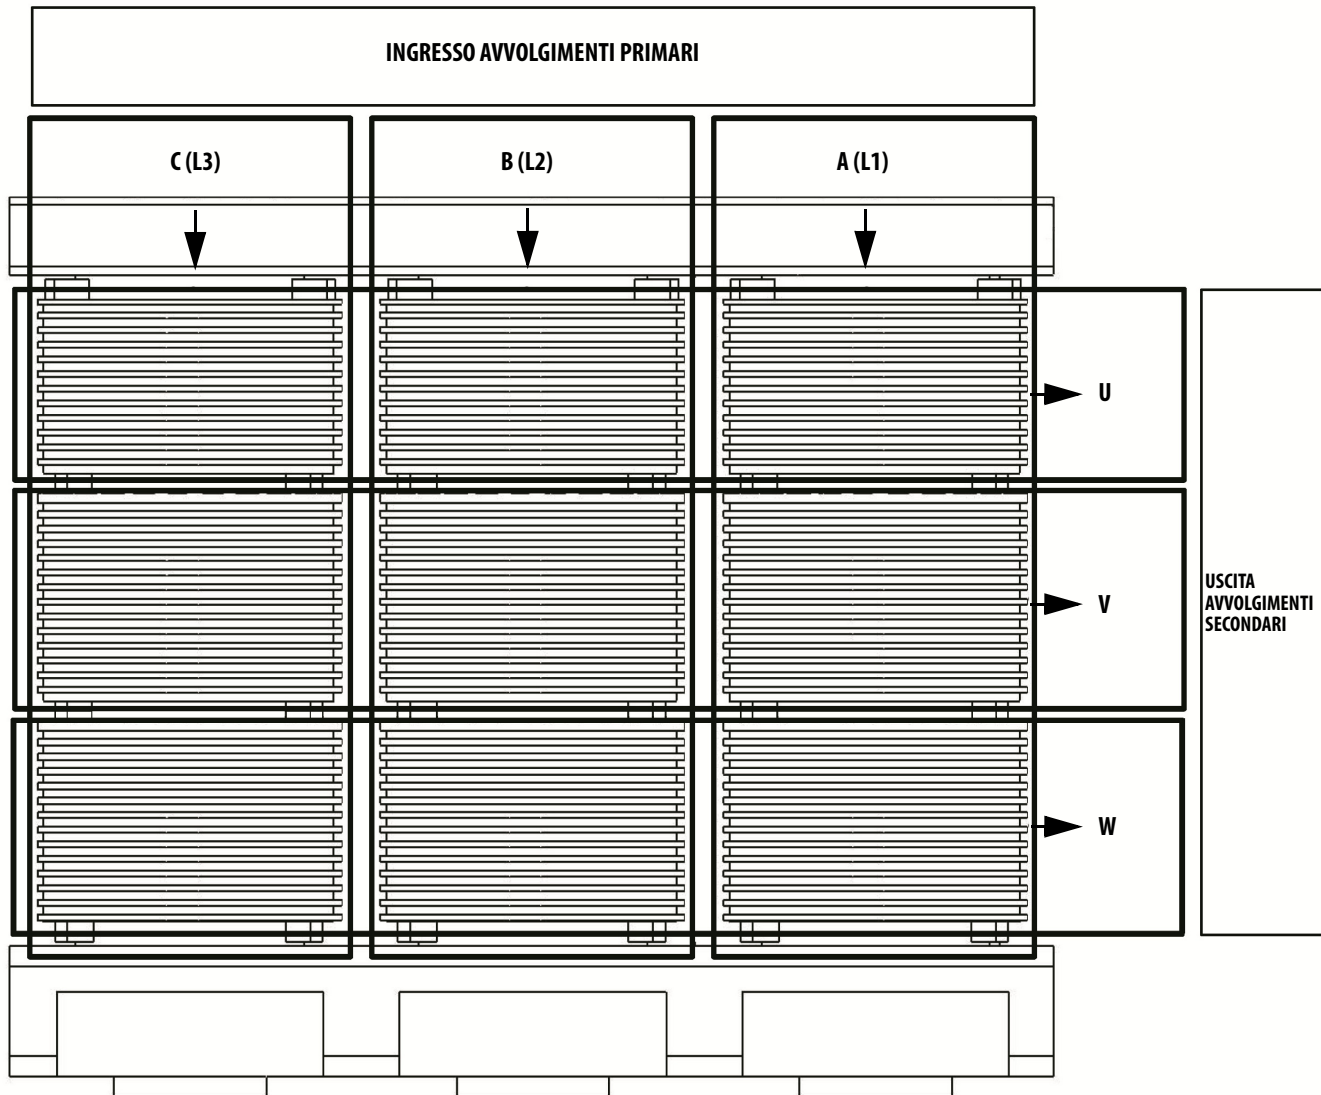 INGRESSO AVVOLGIMENTI PRIMARI
C (L3)
B (L2)
A (L1)
U
V
W
USCITA
AVVOLGIMENTI
SECONDARI